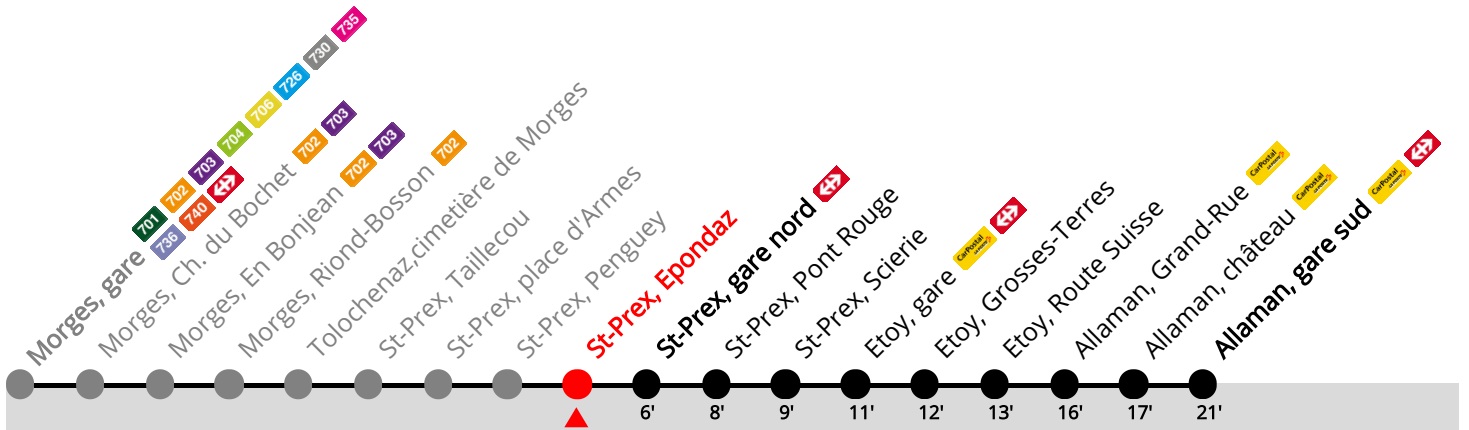 Morges, gare
701 702 703 704 706 726 730 735
736 740
Morges, Ch. du Bochet 702 703
Morges, En Bonjean 702 703
Morges, Riond-Bosson 702
Tolochenaz,cimetière de Morges
St-Prex, Taillecou
St-Prex, place d'Armes
St-Prex, Penguey
St-Prex, Epondaz
St-Prex, gare nord
St-Prex, Pont Rouge
St-Prex, Scierie
Etoy, gare CarPostal
Etoy, Grosses-Terres
Etoy, Route Suisse
Allaman, Grand-Rue CarPostal
Allaman, château CarPostal
Allaman, gare sud CarPostal
6' 8' 9' 11' 12' 13' 16' 17' 21'